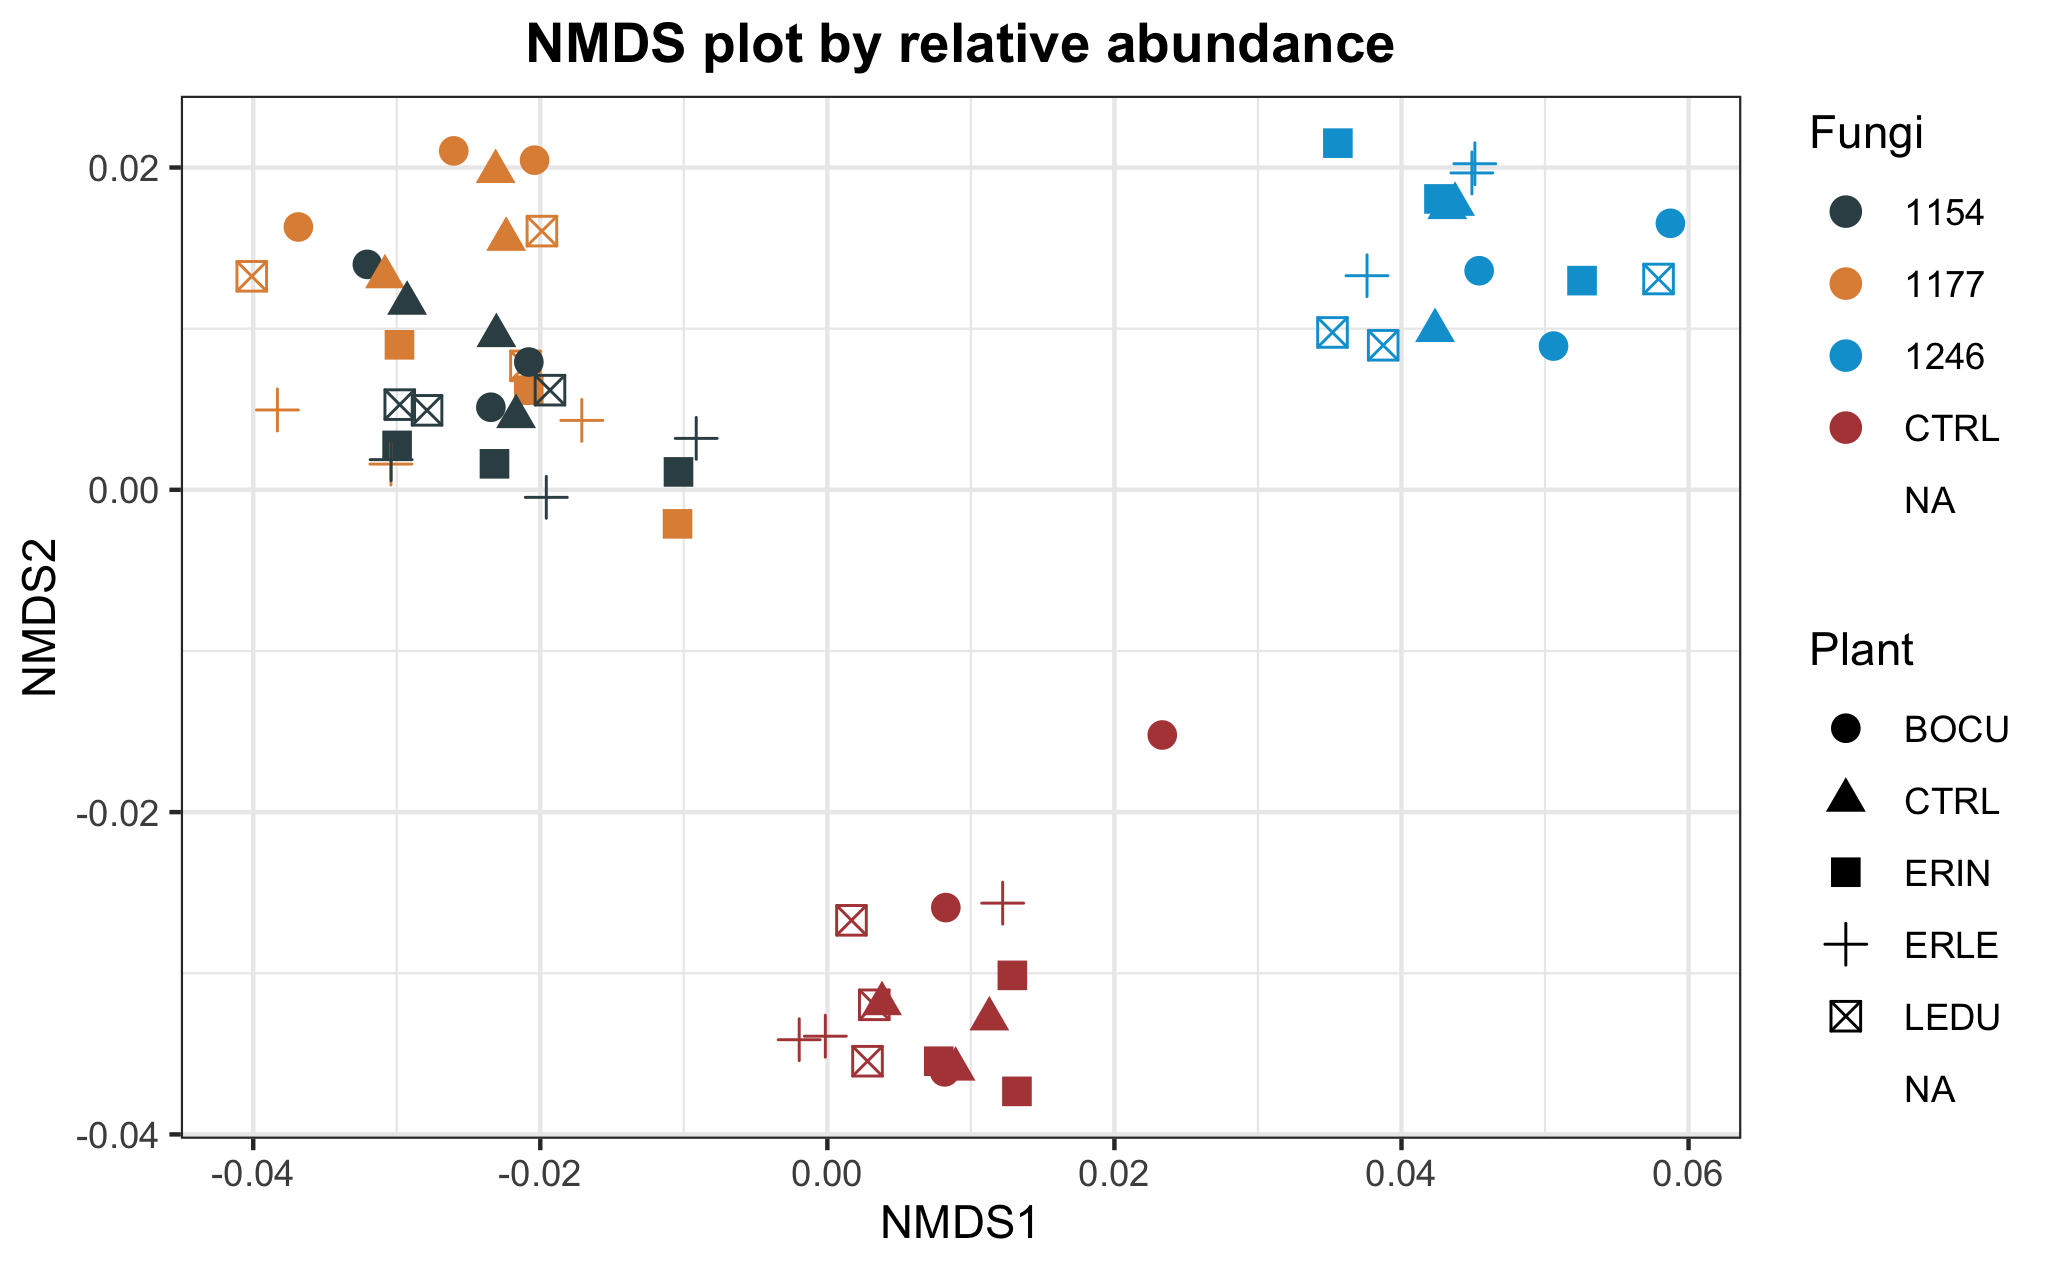 NMDS plot by relative abundance
NMDS2
0.02
0.00
-0.02
-0.04
-0.04
-0.02
0.00
0.02
0.04
0.06
NMDS1
Fungi
1154
1177
1246
CTRL
NA
Plant
BOCU
CTRL
ERIN
ERLE
LEDU
NA